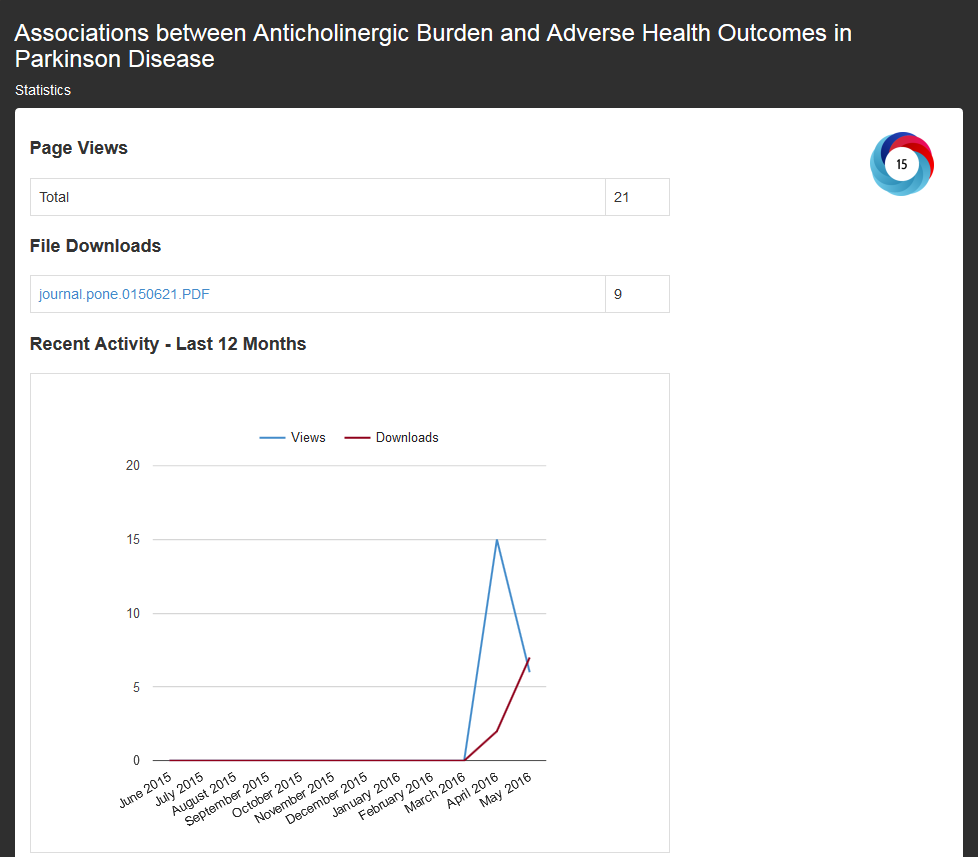 Associations between Anticholinergic Burden and Adverse Health Outcomes in
Parkinson Disease
Statistics
Page Views
15
Total 21
File Downloads
journal.pone.0150621.PDF 9
Recent Activity - Last 12 Months
Views Downloads
20
15
10
5
0
June 2015
July 2015
August 2015
September 2015
October 2015
November 2015
December 2015
January 2016
February 2016
March 2016
April 2016
May 2016